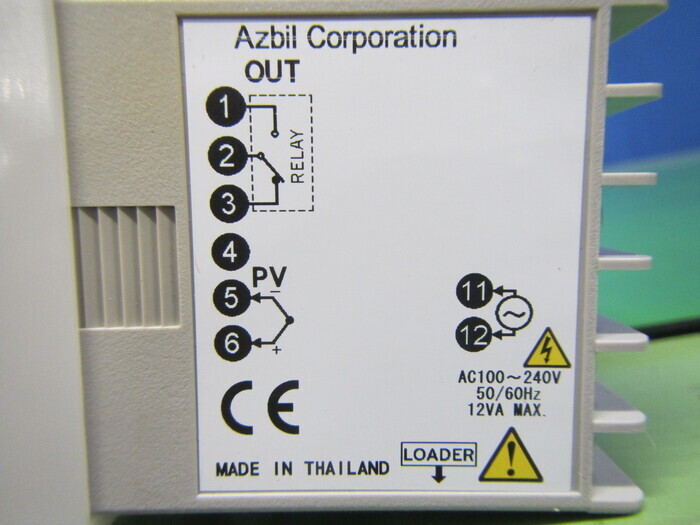 Azbil Corporation
OUT
1
2
3
RELAY
4
PV
5 −
6 +
11
12
AC100～240V
50/60Hz
12VA MAX.
CE
LOADER
MADE IN THAILAND